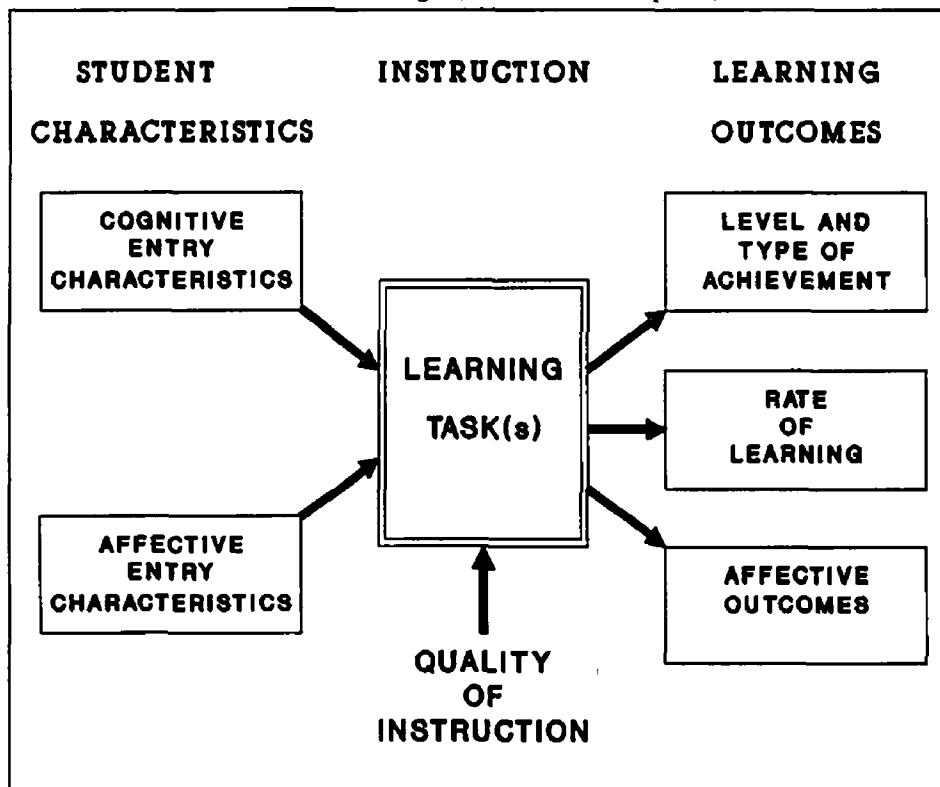 STUDENT
CHARACTERISTICS
INSTRUCTION
LEARNING
OUTCOMES
COGNITIVE
ENTRY
CHARACTERISTICS
AFFECTIVE
ENTRY
CHARACTERISTICS
LEARNING
TASK(s)
QUALITY
OF
INSTRUCTION
LEVEL AND
TYPE OF
ACHIEVEMENT
RATE
OF
LEARNING
AFFECTIVE
OUTCOMES